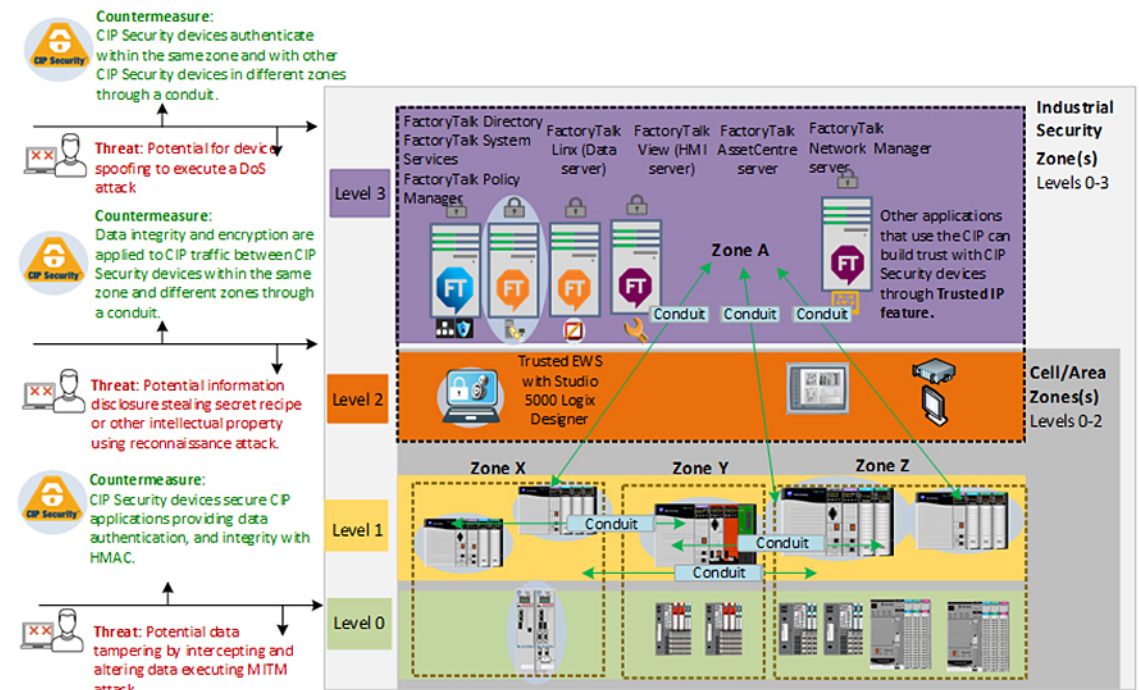 Countermeasure:
CIP Security devices authenticate
within the same zone and with other
CIP Security devices in different zones
through a conduit.
CIP Security
Threat: Potential for device
spoofing to execute a DoS
attack
Countermeasure:
Data integrity and encryption are
applied to CIP traffic between CIP
Security devices within the same
zone and different zones through
a conduit.
CIP Security
Threat: Potential information
disclosure stealing secret recipe
or other intellectual property
using reconnaissance attack.
Countermeasure:
CIP Security devices secure CIP
applications providing data
authentication, and integrity with
HMAC.
CIP Security
Threat: Potential data
tampering by intercepting and
altering data executing MITM
attack.
Level 3
FactoryTalk Directory
FactoryTalk System
Services
FactoryTalk Policy
Manager
FactoryTalk
Linx (Data
server)
FactoryTalk
View (HMI
server)
FactoryTalk
AssetCentre
server
FactoryTalk
Network Manager
server
FT
FT
FT
FT
FT
Zone A
Other applications
that use the CIP can
build trust with CIP
Security devices
through Trusted IP
feature.
Conduit
Conduit
Conduit
Industrial
Security
Zone(s)
Levels 0-3
Level 2
Trusted EWS
with Studio
5000 Logix
Designer
Cell/Area
Zones(s)
Levels 0-2
Zone X
Zone Y
Zone Z
Level 1
Conduit
Conduit
Conduit
Level 0